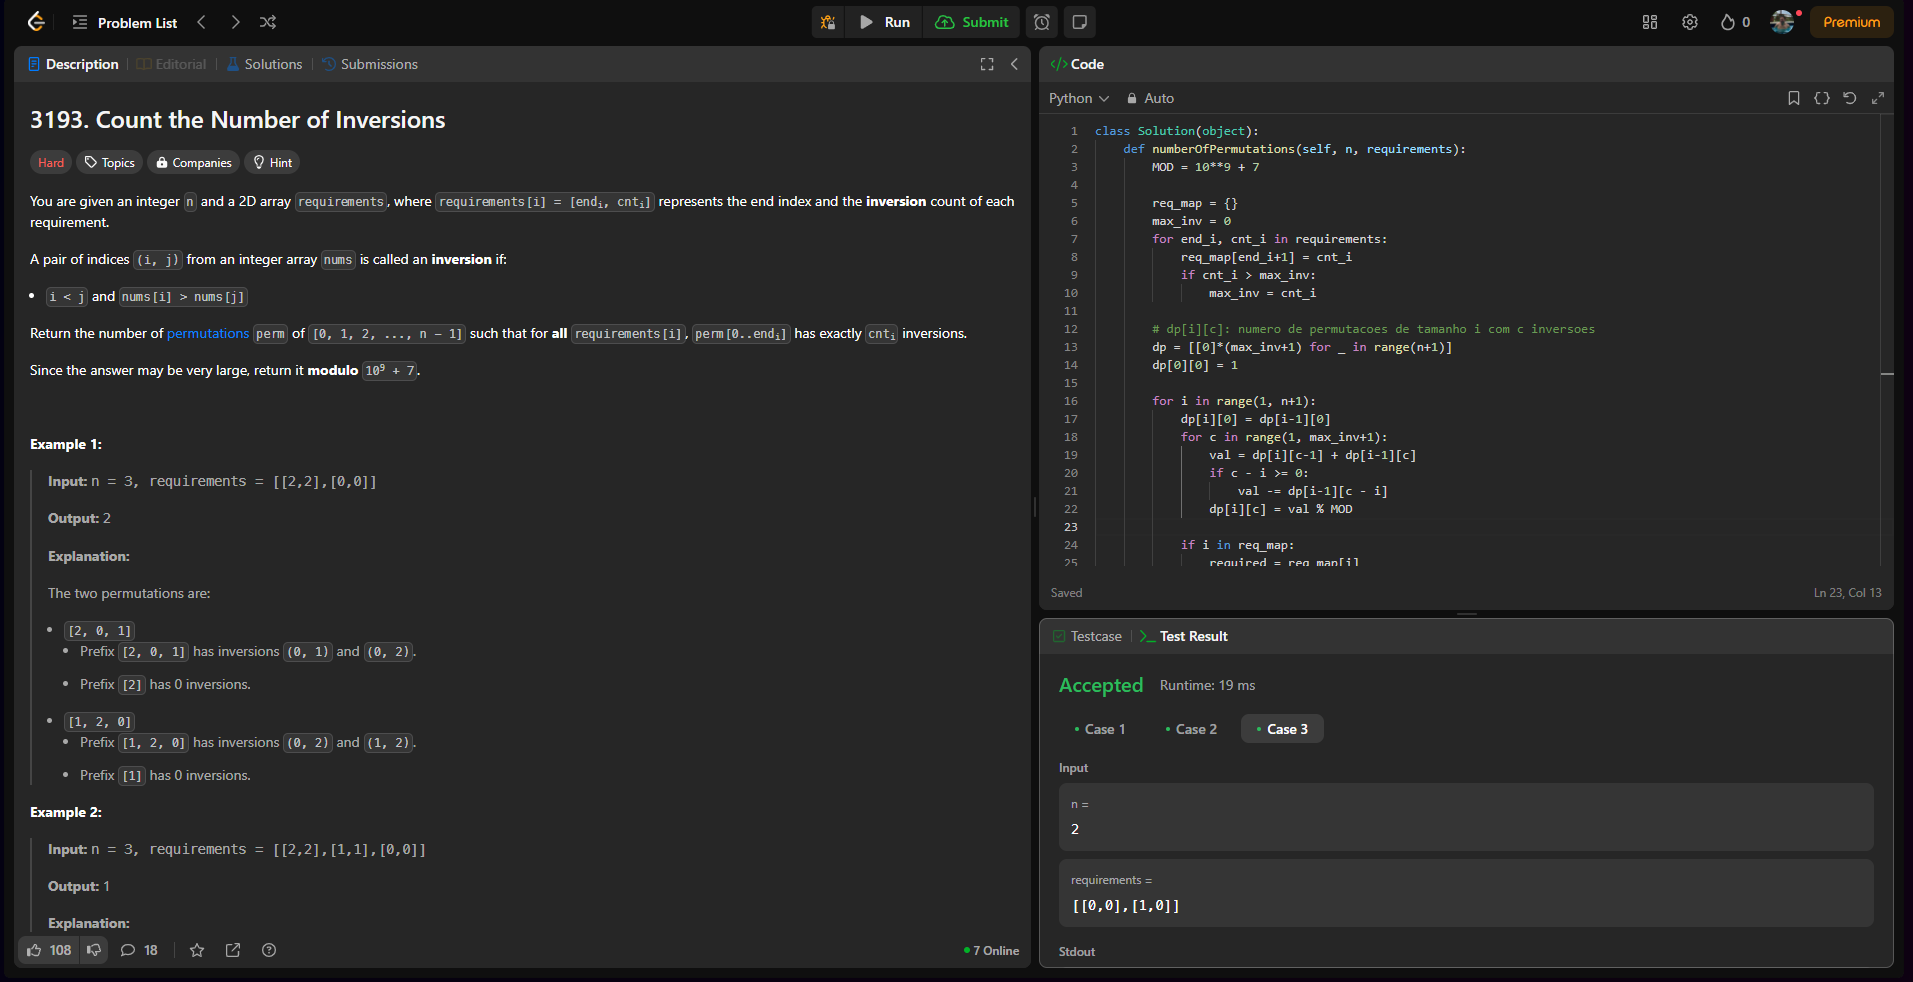 Problem List
Run
Submit
0
Premium
Description
Editorial
Solutions
Submissions
3193. Count the Number of Inversions
Hard
Topics
Companies
Hint
You are given an integer n and a 2D array requirements, where requirements[i] = [endᵢ, cntᵢ] represents the end index and the inversion count of each
requirement.
A pair of indices (i, j) from an integer array nums is called an inversion if:
• i < j and nums[i] > nums[j]
Return the number of permutations perm of [0, 1, 2, ..., n - 1] such that for all requirements[i], perm[0..endᵢ] has exactly cntᵢ inversions.
Since the answer may be very large, return it modulo 10⁹ + 7.
Example 1:
Input: n = 3, requirements = [[2,2],[0,0]]
Output: 2
Explanation:
The two permutations are:
• [2, 0, 1]
• Prefix [2, 0, 1] has inversions (0, 1) and (0, 2).
• Prefix [2] has 0 inversions.
• [1, 2, 0]
• Prefix [1, 2, 0] has inversions (0, 2) and (1, 2).
• Prefix [1] has 0 inversions.
Example 2:
Input: n = 3, requirements = [[2,2],[1,1],[0,0]]
Output: 1
Explanation:
108
18
7 Online
</> Code
Python
Auto
1 class Solution(object):
2 def numberOfPermutations(self, n, requirements):
3 MOD = 10**9 + 7
4
5 req_map = {}
6 max_inv = 0
7 for end_i, cnt_i in requirements:
8 req_map[end_i+1] = cnt_i
9 if cnt_i > max_inv:
10 max_inv = cnt_i
11
12 # dp[i][c]: numero de permutacoes de tamanho i com c inversoes
13 dp = [[0]*(max_inv+1) for _ in range(n+1)]
14 dp[0][0] = 1
15
16 for i in range(1, n+1):
17 dp[i][0] = dp[i-1][0]
18 for c in range(1, max_inv+1):
19 val = dp[i][c-1] + dp[i-1][c]
20 if c - i >= 0:
21 val -= dp[i-1][c - i]
22 dp[i][c] = val % MOD
23
24 if i in req_map:
25 required = req_map[i]
Saved
Ln 23, Col 13
Testcase
Test Result
Accepted
Runtime: 19 ms
• Case 1
• Case 2
• Case 3
Input
n =
2
requirements =
[[0,0],[1,0]]
Stdout